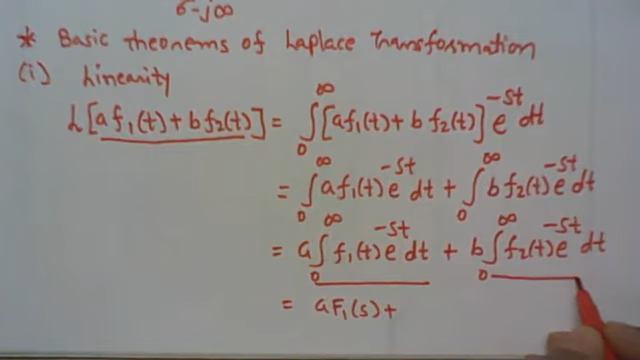 σ-j∞
* Basic theorems of Laplace Transformation
(i) Linearity
L[af₁(t) + bf₂(t)] = ∫₀^∞ [af₁(t) + b f₂(t)] e^-st dt
= ∫₀^∞ af₁(t) e^-st dt + ∫₀^∞ bf₂(t) e^-st dt
= a ∫₀^∞ f₁(t) e^-st dt + b ∫₀^∞ f₂(t) e^-st dt
= aF₁(s) +